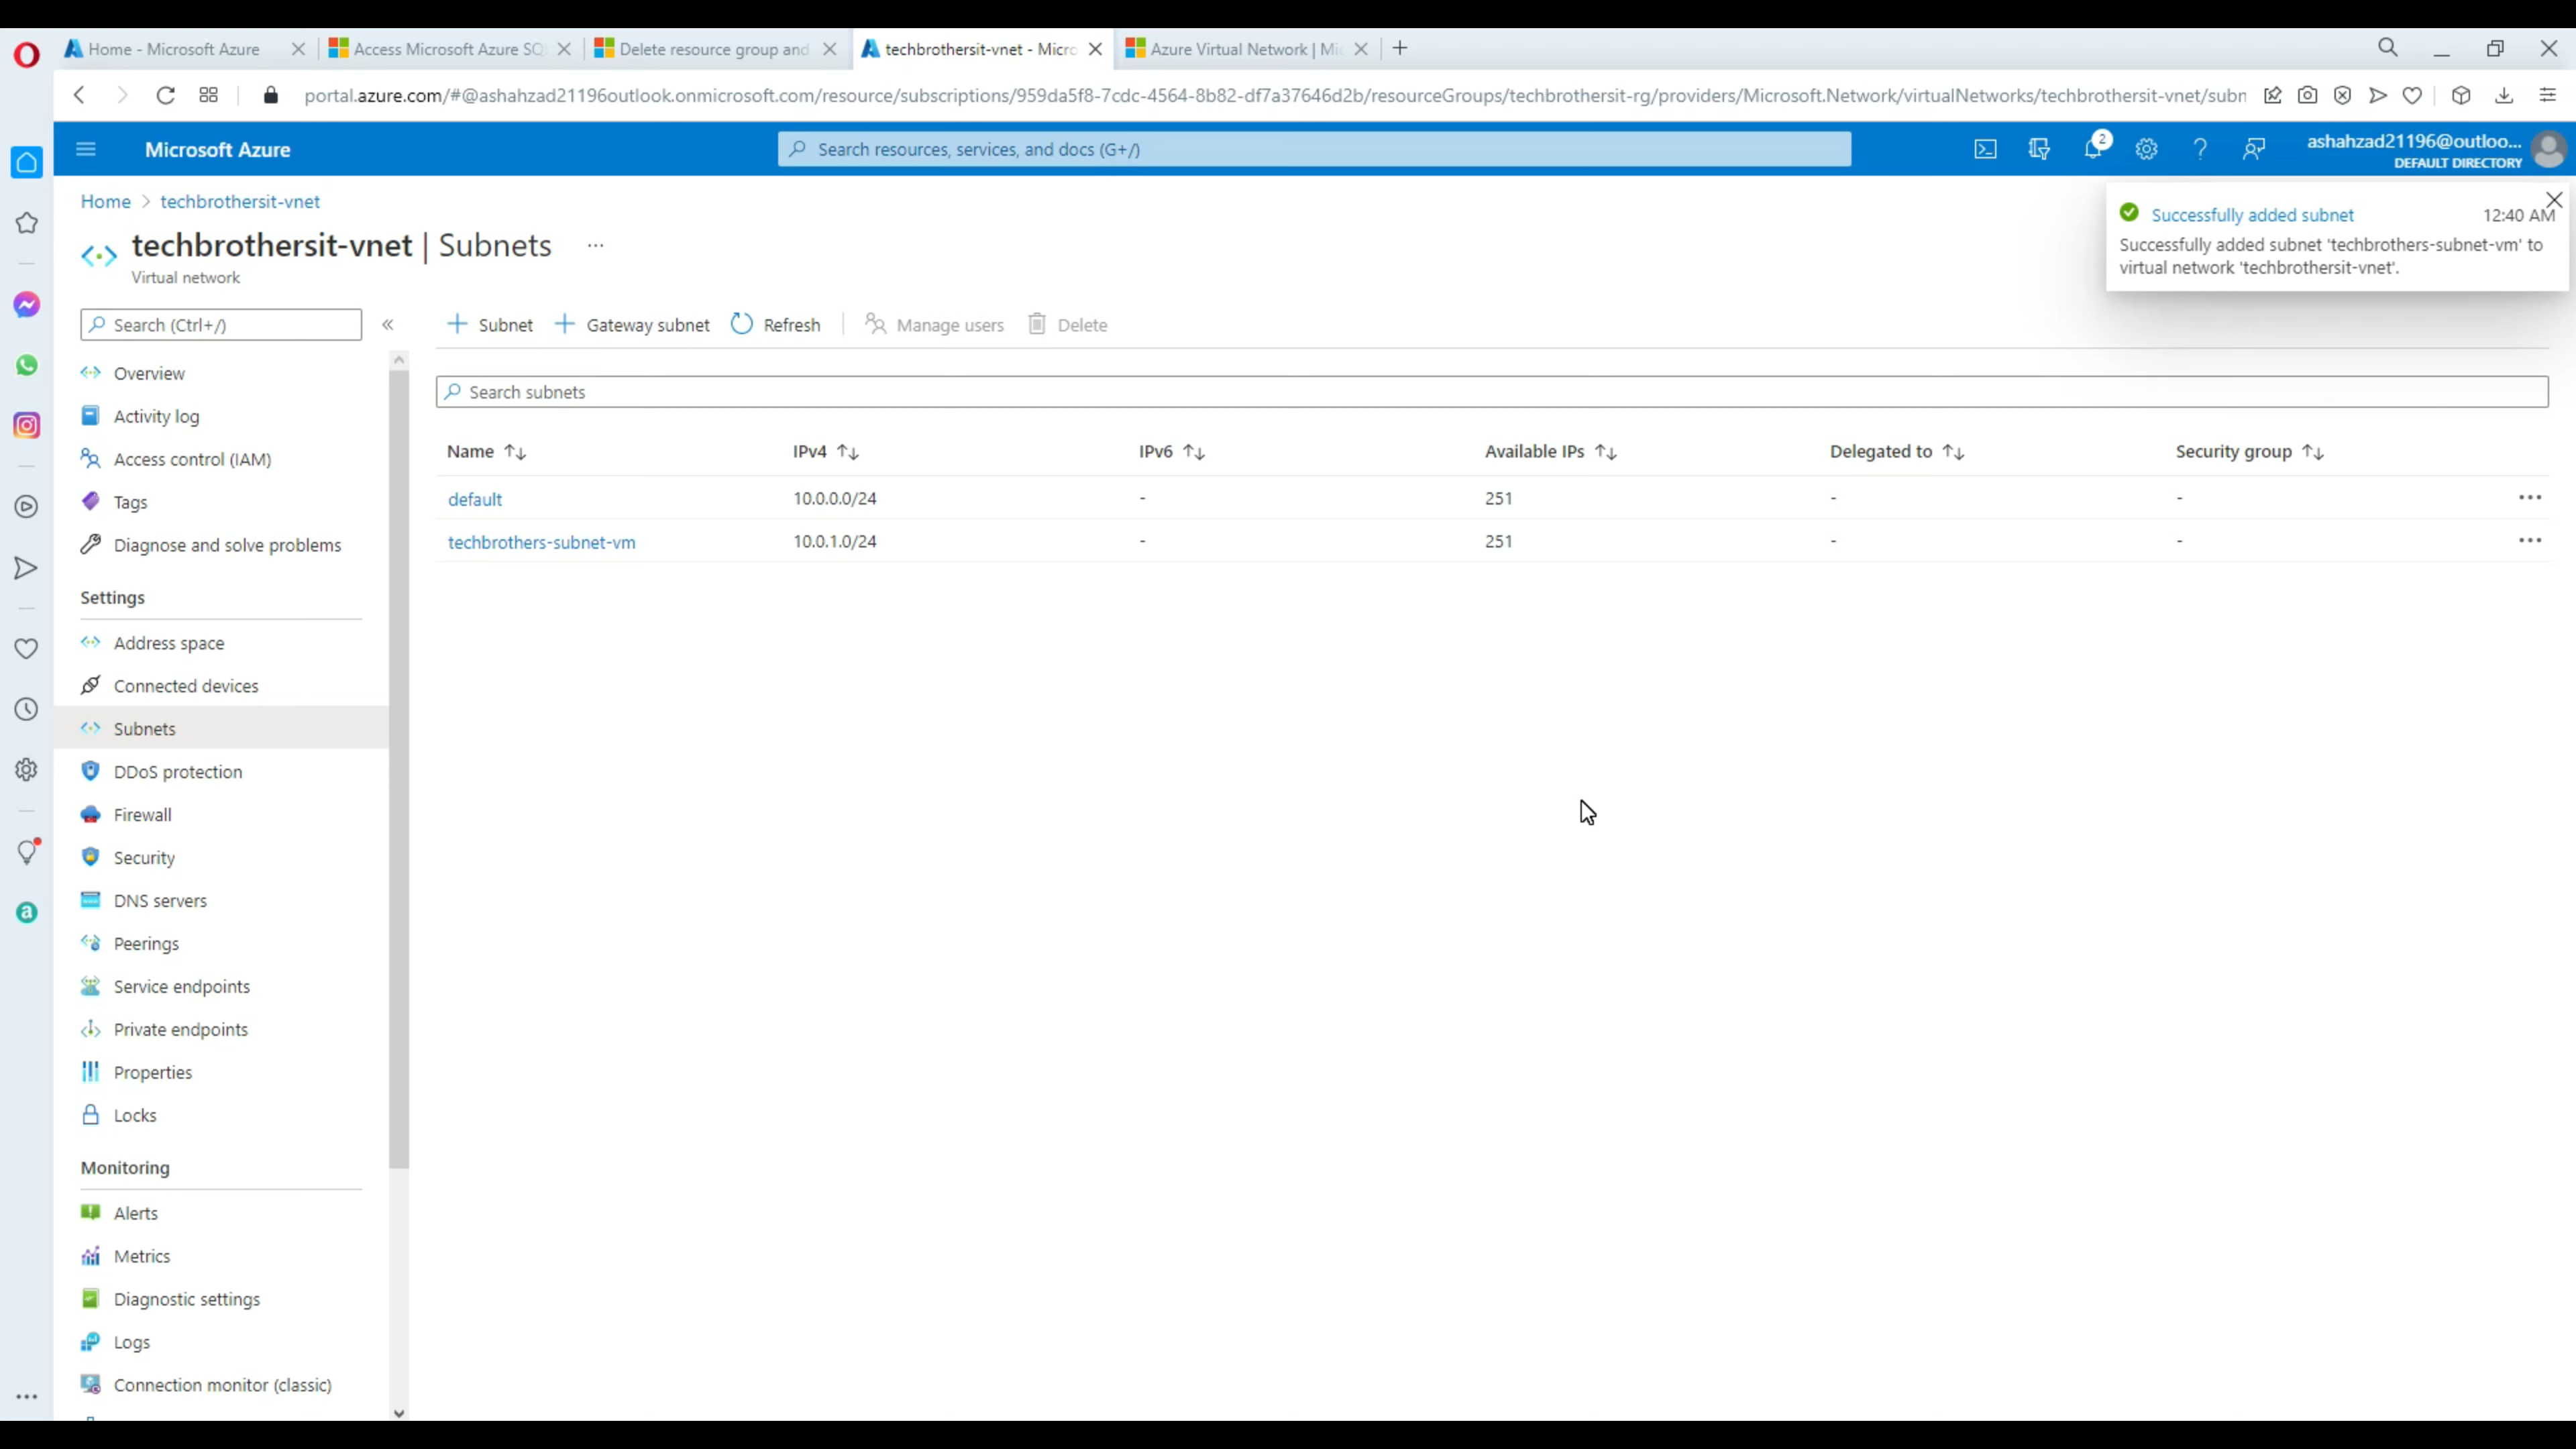 Home - Microsoft Azure
Access Microsoft Azure SQ
Delete resource group and
techbrothersit-vnet - Micro
Azure Virtual Network | Mi
portal.azure.com/#@ashahzad21196outlook.onmicrosoft.com/resource/subscriptions/959da5f8-7cdc-4564-8b82-df7a37646d2b/resourceGroups/techbrothersit-rg/providers/Microsoft.Network/virtualNetworks/techbrothersit-vnet/subn
Microsoft Azure
Search resources, services, and docs (G+/)
2
ashahzad21196@outloo...
DEFAULT DIRECTORY
Home > techbrothersit-vnet
techbrothersit-vnet | Subnets ...
Virtual network
Successfully added subnet 12:40 AM
Successfully added subnet 'techbrothers-subnet-vm' to
virtual network 'techbrothersit-vnet'.
Search (Ctrl+/)
«
+ Subnet + Gateway subnet Refresh Manage users Delete
Search subnets
Name IPv4 IPv6 Available IPs Delegated to Security group
default 10.0.0.0/24 - 251 - - ...
techbrothers-subnet-vm 10.0.1.0/24 - 251 - - ...
Overview
Activity log
Access control (IAM)
Tags
Diagnose and solve problems
Settings
Address space
Connected devices
Subnets
DDoS protection
Firewall
Security
DNS servers
Peerings
Service endpoints
Private endpoints
Properties
Locks
Monitoring
Alerts
Metrics
Diagnostic settings
Logs
Connection monitor (classic)